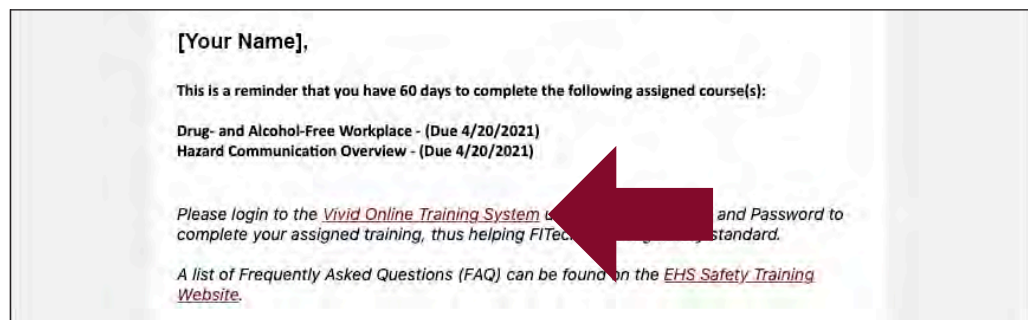 [Your Name],
This is a reminder that you have 60 days to complete the following assigned course(s):
Drug- and Alcohol-Free Workplace - (Due 4/20/2021)
Hazard Communication Overview - (Due 4/20/2021)
Please login to the Vivid Online Training System and Password to
complete your assigned training, thus helping standard.
A list of Frequently Asked Questions (FAQ) can be found on the EHS Safety Training
Website.